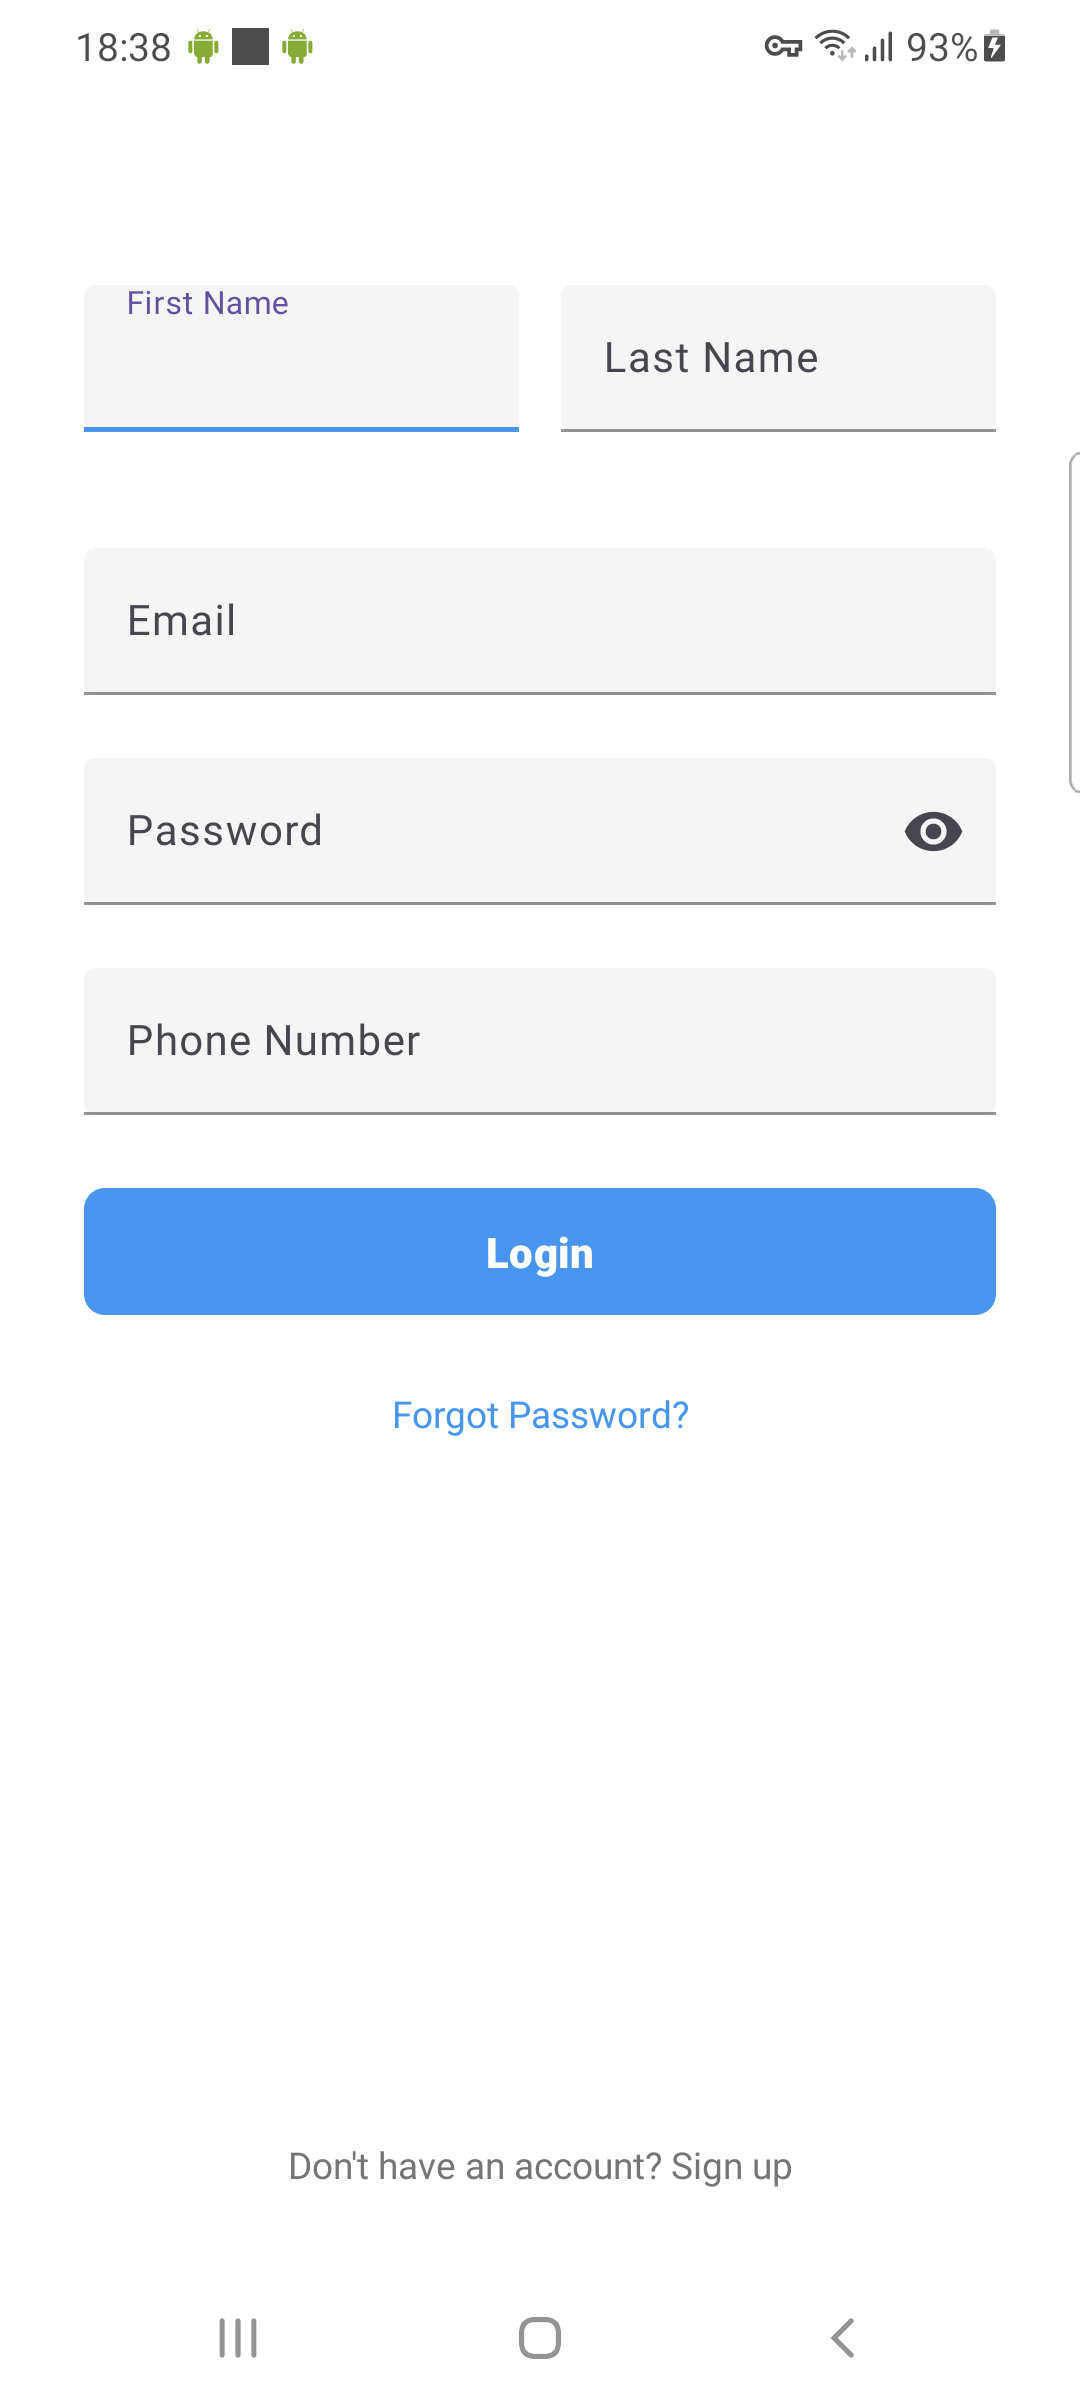 18:38 93%
First Name
Last Name
Email
Password
Phone Number
Login
Forgot Password?
Don't have an account? Sign up